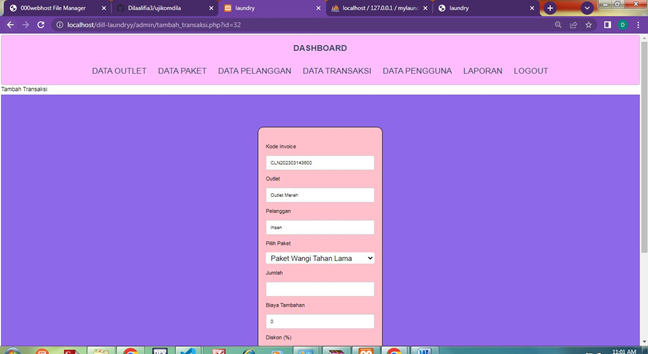 000webhost File Manager
Dilaalifia3/ujikomdila
laundry
localhost / 127.0.0.1 / mylaun
laundry
localhost/dill-laundryy/admin/tambah_transaksi.php?id=32
DASHBOARD
DATA OUTLET DATA PAKET DATA PELANGGAN DATA TRANSAKSI DATA PENGGUNA LAPORAN LOGOUT
Tambah Transaksi
Kode Invoice
CLN202303143600
Outlet
Outlet Merah
Pelanggan
Ihsan
Pilih Paket
Paket Wangi Tahan Lama
Jumlah
Biaya Tambahan
0
Diskon (%)
11:01 AM